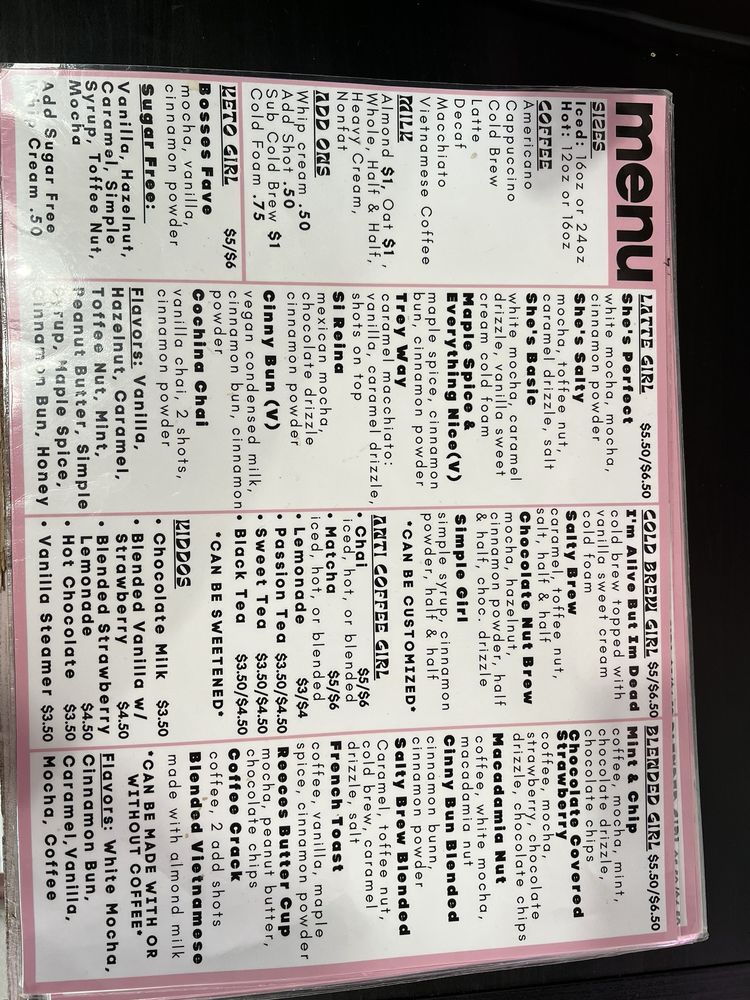 menu
SIZES
Iced: 16oz or 24oz
Hot: 12oz or 16oz
COFFEE
Americano
Cappuccino
Cold Brew
Latte
Decaf
Macchiato
Vietnamese Coffee
MILK
Almond $1, Oat $1 ,
Whole, Half & Half,
Heavy Cream,
Nonfat
ADD ONS
Whip cream .50
Add Shot .50
Sub Cold Brew $1
Cold Foam .75
KETO GIRL $5/$6
Bosses Fave
mocha, vanilla,
cinnamon powder
Sugar Free:
Vanilla, Hazelnut,
Caramel, Simple
Syrup, Toffee Nut,
Mocha
Add Sugar Free
Whip Cream .50
LATTE GIRL $5.50/$6.50
She's Perfect
white mocha, mocha,
cinnamon powder
She's Salty
mocha, toffee nut,
caramel drizzle, salt
She's Basic
white mocha, caramel
drizzle, vanilla sweet
cream cold foam
Maple Spice &
Everything Nice(V)
maple spice, cinnamon
bun, cinnamon powder
Trey Way
caramel macchiato:
vanilla, caramel drizzle,
shots on top
Si Reina
mexican mocha,
chocolate drizzle
cinnamon powder
Cinny Bun (V)
vegan condensed milk,
cinnamon bun, cinnamon
powder
Cochina Chai
vanilla chai, 2 shots,
cinnamon powder
Flavors: Vanilla,
Hazelnut, Caramel,
Toffee Nut, Mint,
Peanut Butter, Simple
Syrup, Maple Spice,
Cinnamon Bun, Honey
COLD BREW GIRL $5/$6.50
I'm Alive But Im Dead
cold brew topped with
vanilla sweet cream
cold foam
Salty Brew
caramel, toffee nut,
salt, half & half
Chocolate Nut Brew
mocha, hazelnut,
cinnamon powder, half
& half, choc. drizzle
Simple Girl
simple syrup, cinnamon
powder, half & half
*CAN BE CUSTOMIZED*
ANTI COFFEE GIRL
• Chai $5/$6
iced, hot, or blended
• Matcha $5/$6
iced, hot, or blended
• Lemonade $3/$4
• Passion Tea $3.50/$4.50
• Sweet Tea $3.50/$4.50
• Black Tea $3.50/$4.50
*CAN BE SWEETENED*
KIDDOS
• Chocolate Milk $3.50
• Blended Vanilla w/
Strawberry $4.50
• Blended Strawberry
Lemonade $4.50
• Hot Chocolate $3.50
• Vanilla Steamer $3.50
BLENDED GIRL $5.50/$6.50
Mint & Chip
coffee, mocha, mint,
chocolate drizzle,
chocolate chips
Chocolate Covered
Strawberry
coffee, mocha,
strawberry, chocolate
drizzle, chocolate chips
Macadamia Nut
coffee, white mocha,
macadamia nut
Cinny Bun Blended
cinnamon bunn,
cinnamon powder
Salty Brew Blended
Caramel, toffee nut,
cold brew, caramel
drizzle, salt
French Toast
coffee, vanilla, maple
spice, cinnamon powder
Reeces Butter Cup
mocha, peanut butter,
chocolate chips
Coffee Crack
coffee, 2 add shots
Blended Vietnamese
made with almond milk
*CAN BE MADE WITH OR
WITHOUT COFFEE*
Flavors: White Mocha,
Cinnamon Bun,
Caramel, Vanilla,
Mocha, Coffee